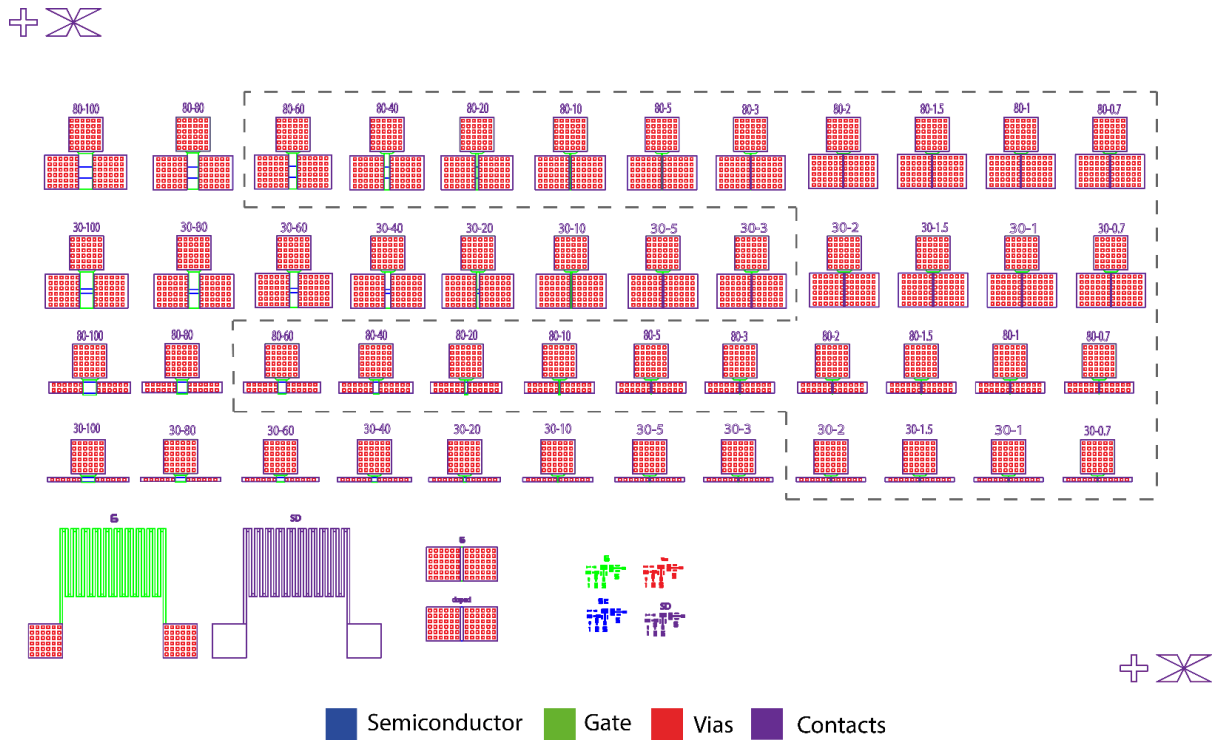 80-100 80-80 80-60 80-40 80-20 80-10 80-5 80-3 80-2 80-1.5 80-1 80-0.7
30-100 30-80 30-60 30-40 30-20 30-10 30-5 30-3 30-2 30-1.5 30-1 30-0.7
80-100 80-80 80-60 80-40 80-20 80-10 80-5 80-3 80-2 80-1.5 80-1 80-0.7
30-100 30-80 30-60 30-40 30-20 30-10 30-5 30-3 30-2 30-1.5 30-1 30-0.7
G SD G
doped SD
Semiconductor Gate Vias Contacts